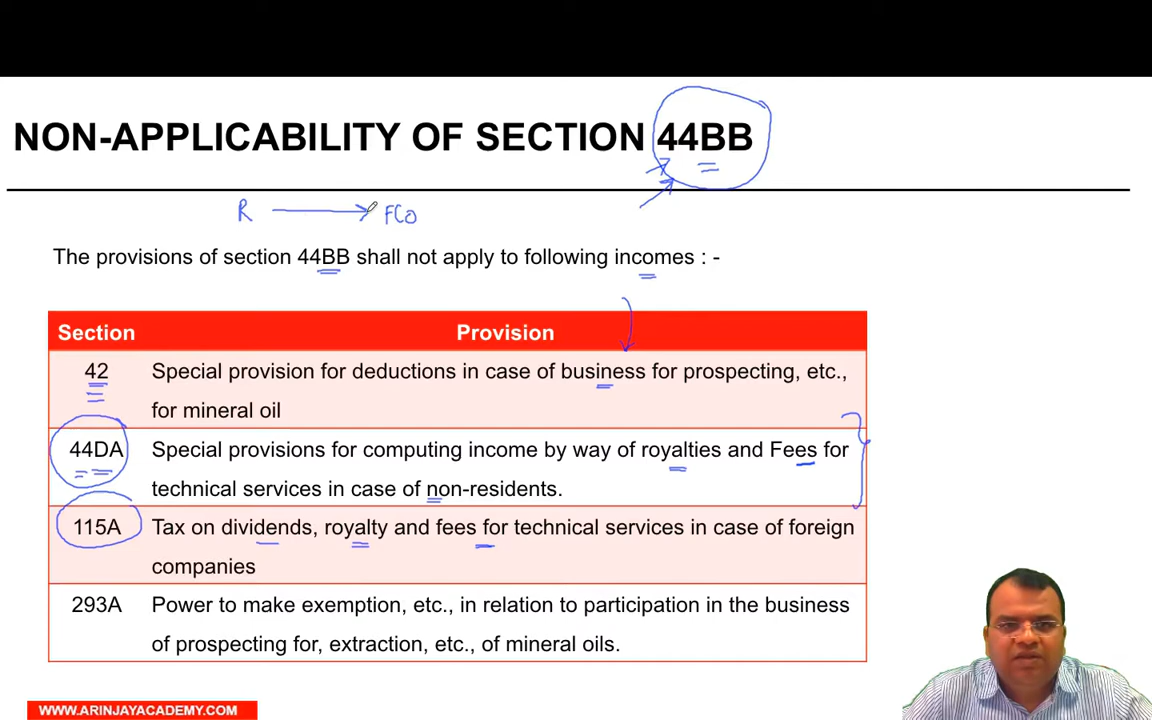 NON-APPLICABILITY OF SECTION 44BB
R FCO
The provisions of section 44BB shall not apply to following incomes : -
Section Provision
42 Special provision for deductions in case of business for prospecting, etc.,
for mineral oil
44DA Special provisions for computing income by way of royalties and Fees for
technical services in case of non-residents.
115A Tax on dividends, royalty and fees for technical services in case of foreign
companies
293A Power to make exemption, etc., in relation to participation in the business
of prospecting for, extraction, etc., of mineral oils.
WWW.ARINJAYACADEMY.COM